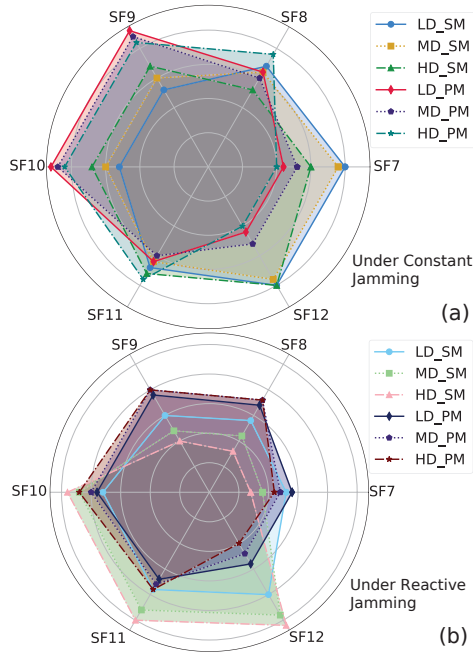 SF9
SF8
SF10
SF7
SF11
SF12
LD_SM
MD_SM
HD_SM
LD_PM
MD_PM
HD_PM
Under Constant
Jamming
(a)
SF9
SF8
SF10
SF7
SF11
SF12
LD_SM
MD_SM
HD_SM
LD_PM
MD_PM
HD_PM
Under Reactive
Jamming
(b)